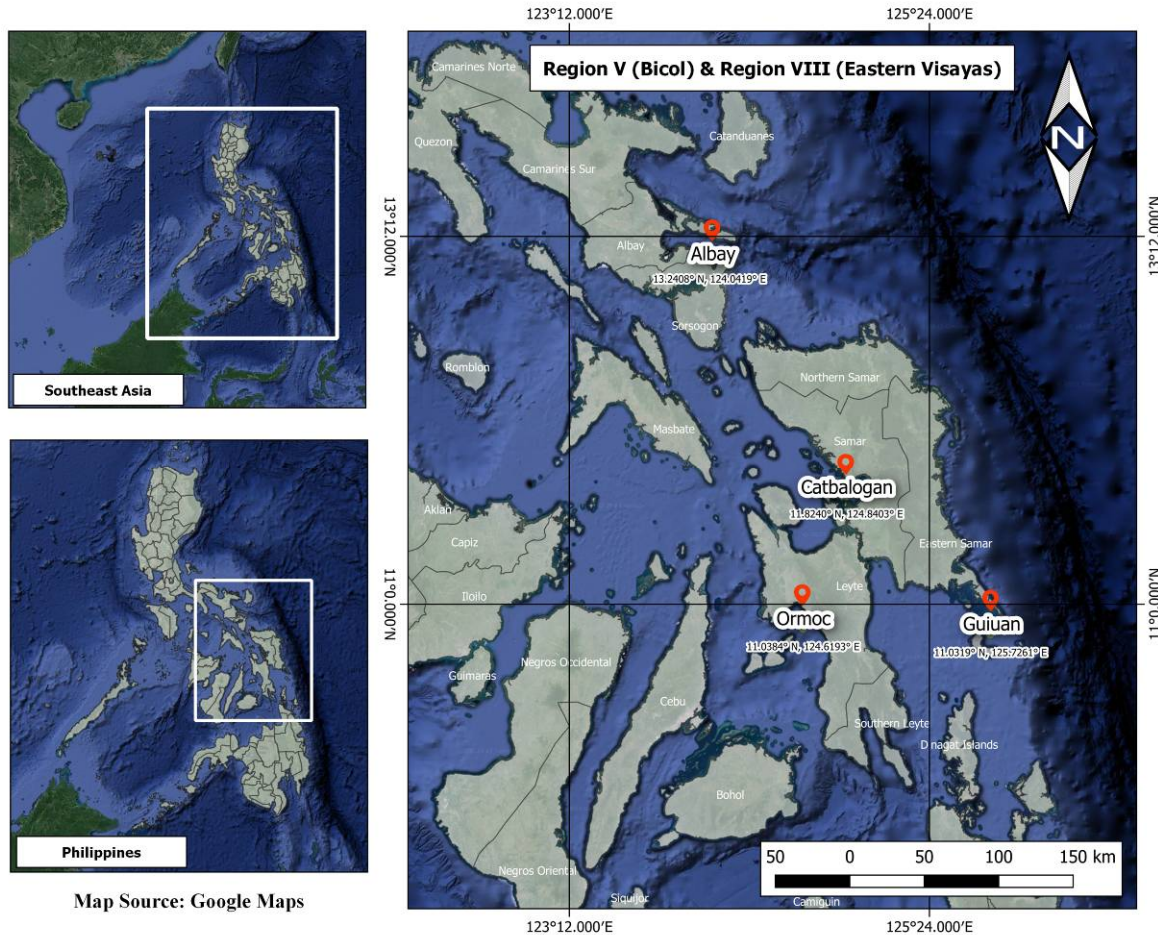 Southeast Asia
Philippines
Map Source: Google Maps
123°12.000′E
125°24.000′E
Region V (Bicol) & Region VIII (Eastern Visayas)
N
Camarines Norte
Catanduanes
Quezon
Camarines Sur
13°12.000′N
13°12.000′N
Albay
Albay
13.2408° N, 124.0419° E
Sorsogon
Romblon
Northern Samar
Masbate
Samar
Catbalogan
11.8240° N, 124.8403° E
Aklan
Capiz
Eastern Samar
Iloilo
Leyte
11°0.000′N
11°0.000′N
Ormoc
11.0384° N, 124.6193° E
Guiuan
11.0319° N, 125.7261° E
Negros Occidental
Guimaras
Cebu
Southern Leyte
Dinagat Islands
Bohol
50 0 50 100 150 km
Negros Oriental
Siquijor
Camiguin
123°12.000′E
125°24.000′E